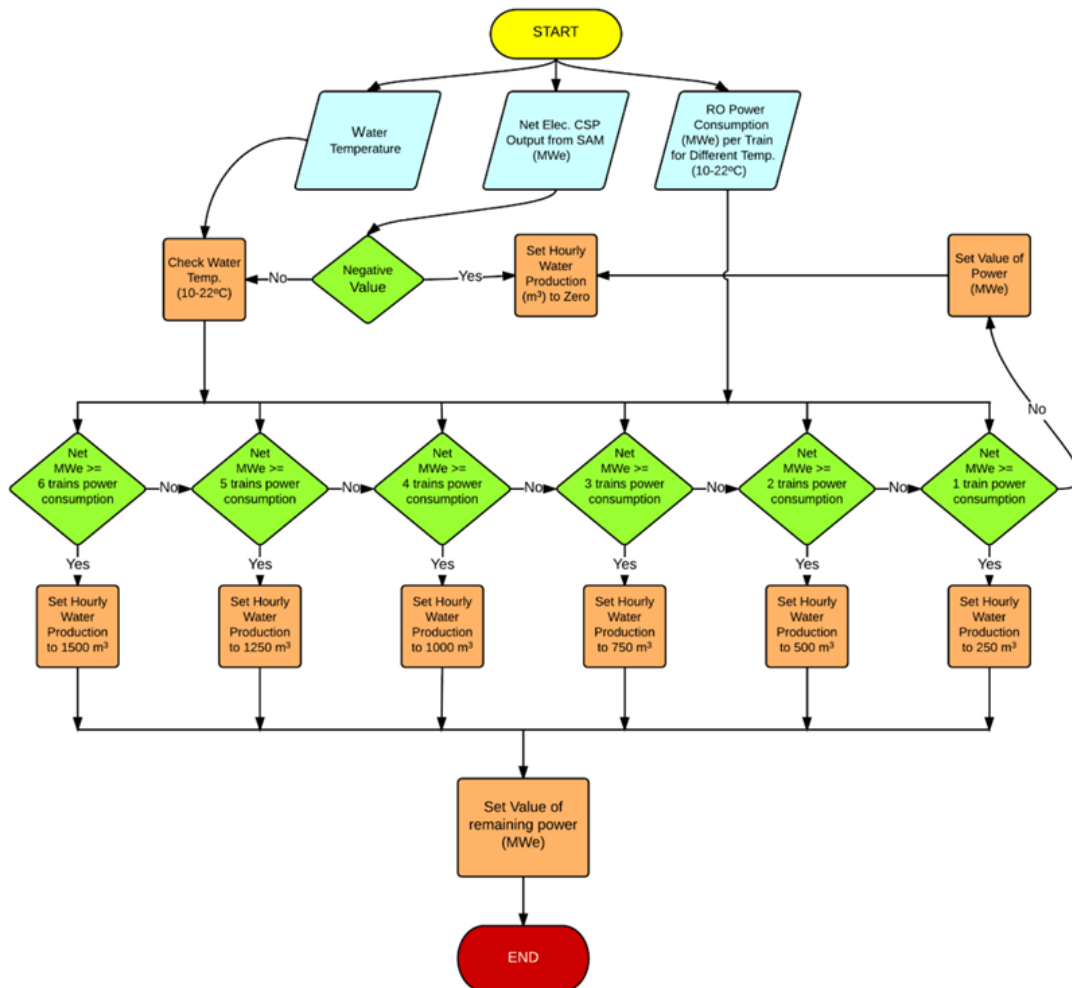 START
Water
Temperature
Net Elec. CSP
Output from SAM
(MWe)
RO Power
Consumption
(MWe) per Train
for Different Temp.
(10-22ºC)
Check Water
Temp.
(10-22ºC)
No
Negative
Value
Yes
Set Hourly
Water
Production
(m³) to Zero
Set Value of
Power
(MWe)
No
Net
MWe >=
6 trains power
consumption
No
Net
MWe >=
5 trains power
consumption
No
Net
MWe >=
4 trains power
consumption
No
Net
MWe >=
3 trains power
consumption
No
Net
MWe >=
2 trains power
consumption
No
Net
MWe >=
1 train power
consumption
Yes
Yes
Yes
Yes
Yes
Yes
Set Hourly
Water
Production
to 1500 m³
Set Hourly
Water
Production
to 1250 m³
Set Hourly
Water
Production
to 1000 m³
Set Hourly
Water
Production
to 750 m³
Set Hourly
Water
Production
to 500 m³
Set Hourly
Water
Production
to 250 m³
Set Value of
remaining power
(MWe)
END